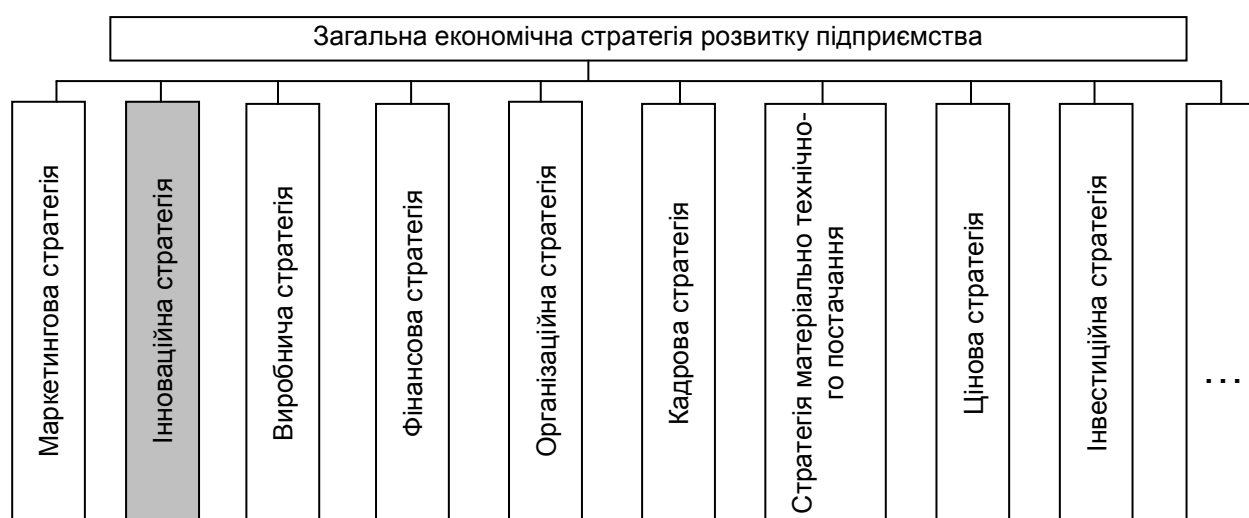 Загальна економічна стратегія розвитку підприємства
Маркетингова стратегія
Інноваційна стратегія
Виробнича стратегія
Фінансова стратегія
Організаційна стратегія
Кадрова стратегія
Стратегія матеріально технічно-
го постачання
Цінова стратегія
Інвестиційна стратегія
...